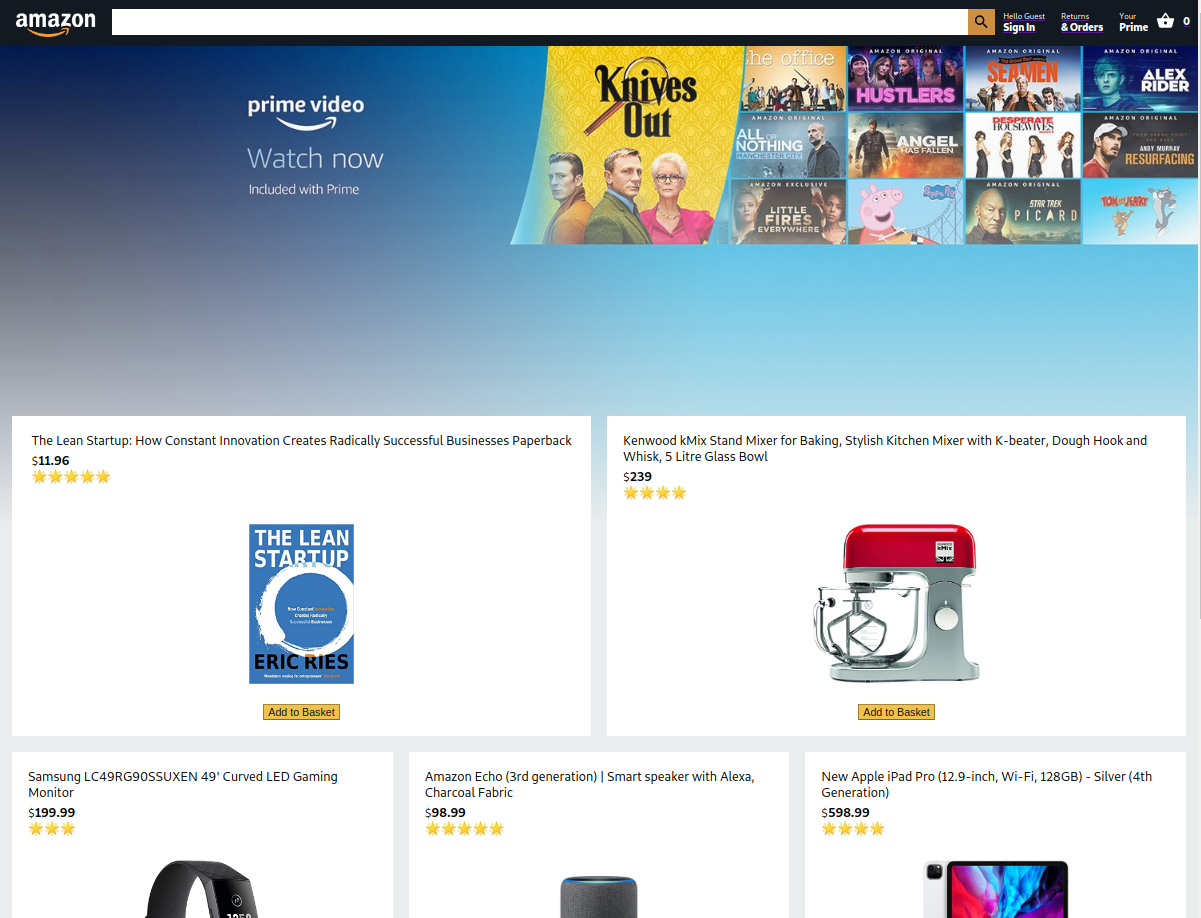 amazon
Hello Guest
Sign In
Returns
& Orders
Your
Prime
0
prime video
Watch now
Included with Prime
Knives
Out
the office
AMAZON ORIGINAL
HUSTLERS
AMAZON ORIGINAL
SEAMEN
AMAZON ORIGINAL
ALEX
RIDER
AMAZON ORIGINAL
ALL OR
NOTHING
MANCHESTER CITY
ANGEL
HAS FALLEN
DESPERATE
HOUSEWIVES
AMAZON ORIGINAL
ANDY MURRAY
RESURFACING
AMAZON EXCLUSIVE
LITTLE
FIRES
EVERYWHERE
Peppa Pig
AMAZON ORIGINAL
STAR TREK
PICARD
TOM and JERRY
The Lean Startup: How Constant Innovation Creates Radically Successful Businesses Paperback
$11.96
THE LEAN
STARTUP
How Constant Innovation
Creates Radically
Successful Businesses
ERIC RIES
Add to Basket
Kenwood kMix Stand Mixer for Baking, Stylish Kitchen Mixer with K-beater, Dough Hook and
Whisk, 5 Litre Glass Bowl
$239
kMix
Add to Basket
Samsung LC49RG90SSUXEN 49' Curved LED Gaming
Monitor
$199.99
Amazon Echo (3rd generation) | Smart speaker with Alexa,
Charcoal Fabric
$98.99
New Apple iPad Pro (12.9-inch, Wi-Fi, 128GB) - Silver (4th
Generation)
$598.99